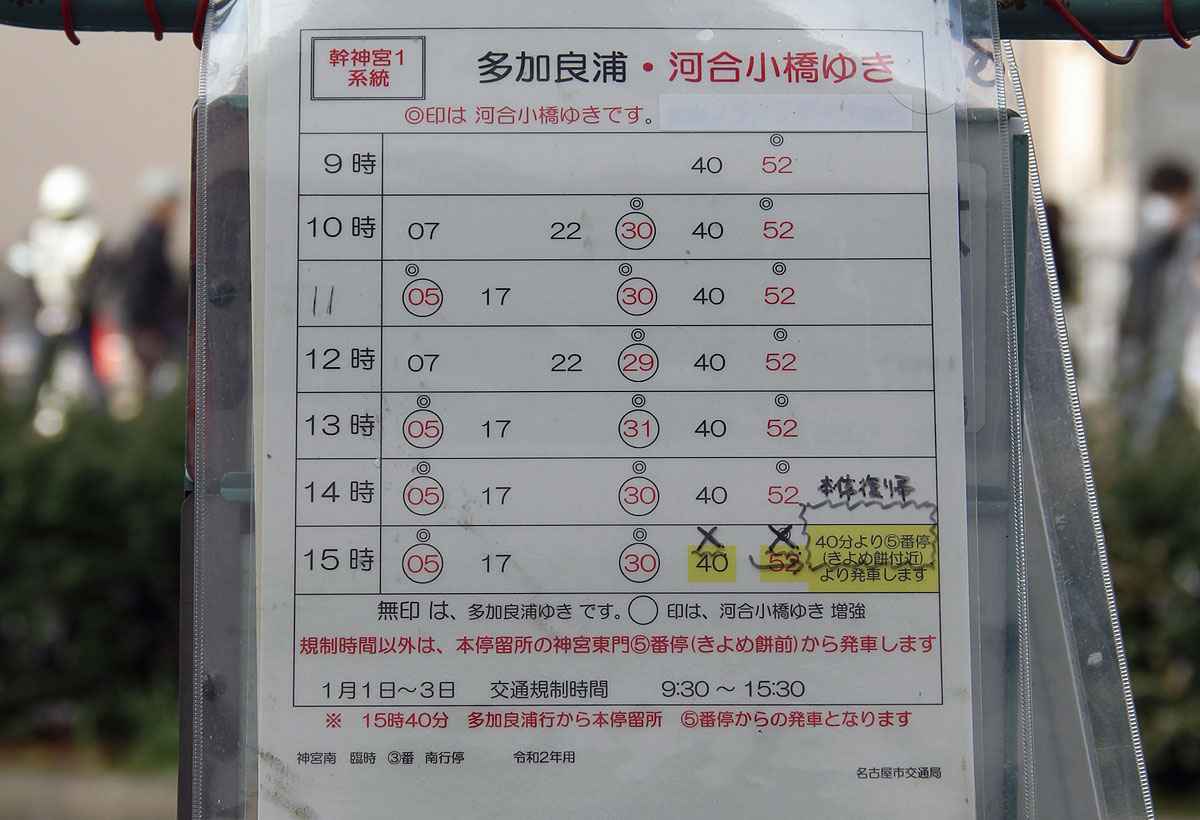 幹神宮1
系統
多加良浦・河合小橋ゆき
◎印は 河合小橋ゆきです。
9時 40 ◎52
10時 07 22 ◎30 40 ◎52
11 ◎05 17 ◎30 40 ◎52
12時 07 22 ◎29 40 ◎52
13時 ◎05 17 ◎31 40 ◎52
14時 ◎05 17 ◎30 40 ◎52
本体復帰
15時 ◎05 17 ◎30 ×40 ×52
40分より⑤番停
(きよめ餅付近)
より発車します
無印 は、多加良浦ゆき です。◯ 印は、河合小橋ゆき 増強
規制時間以外は、本停留所の神宮東門⑤番停(きよめ餅前)から発車します
1月1日～3日 交通規制時間 9:30 ～ 15:30
※ 15時40分 多加良浦行から本停留所 ⑤番停からの発車となります
神宮南 臨時 ③番 南行停 令和2年用
名古屋市交通局